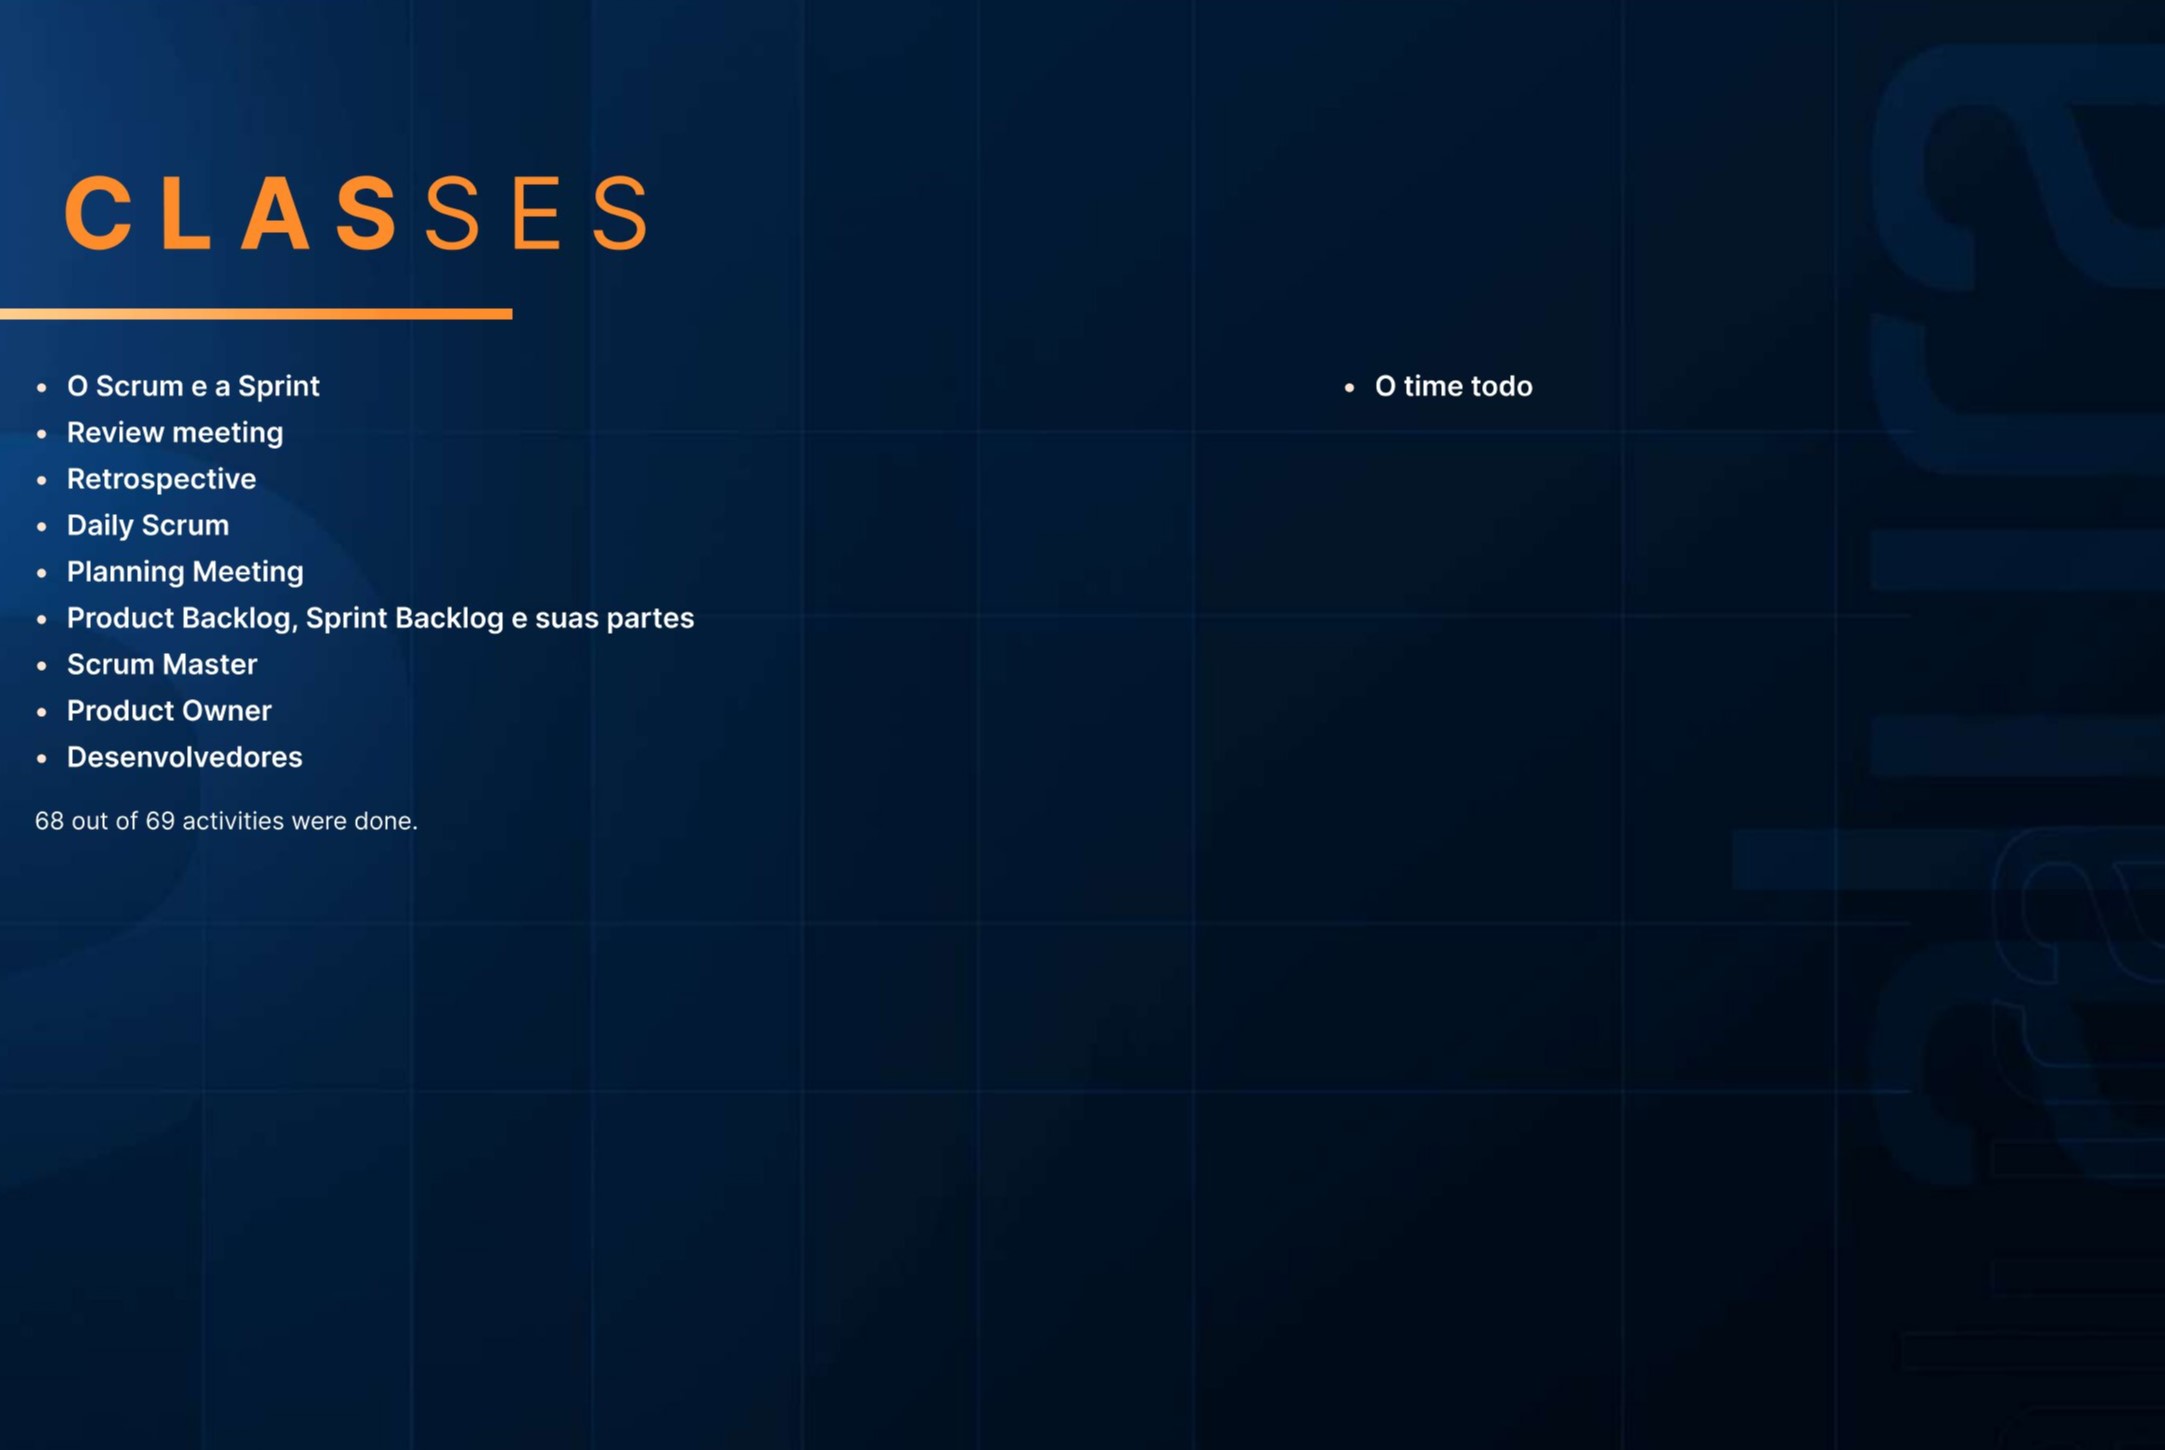 CLASSES
O Scrum e a Sprint
Review meeting
Retrospective
Daily Scrum
Planning Meeting
Product Backlog, Sprint Backlog e suas partes
Scrum Master
Product Owner
Desenvolvedores
O time todo
68 out of 69 activities were done.